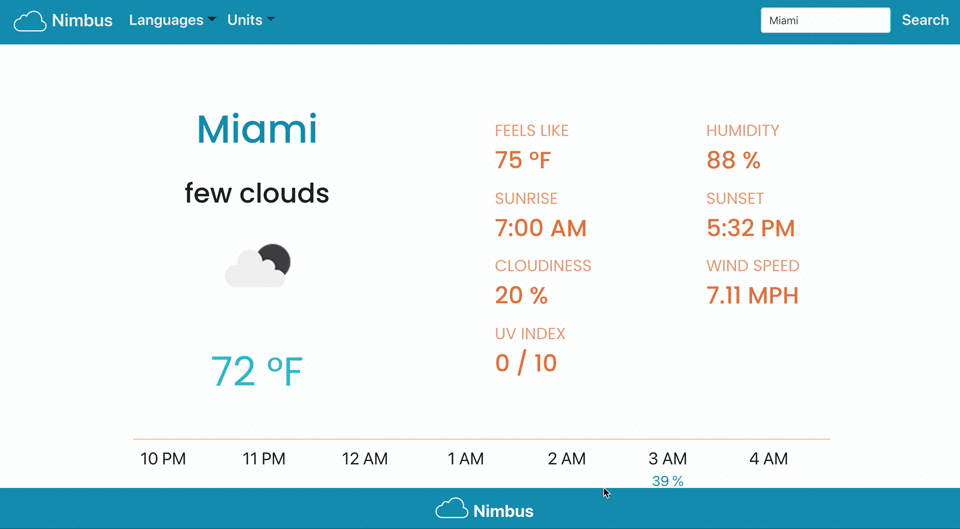 Nimbus Languages Units Miami Search
Miami
few clouds
72 °F
FEELS LIKE
75 °F
HUMIDITY
88 %
SUNRISE
7:00 AM
SUNSET
5:32 PM
CLOUDINESS
20 %
WIND SPEED
7.11 MPH
UV INDEX
0 / 10
10 PM 11 PM 12 AM 1 AM 2 AM 3 AM 4 AM
39 %
Nimbus